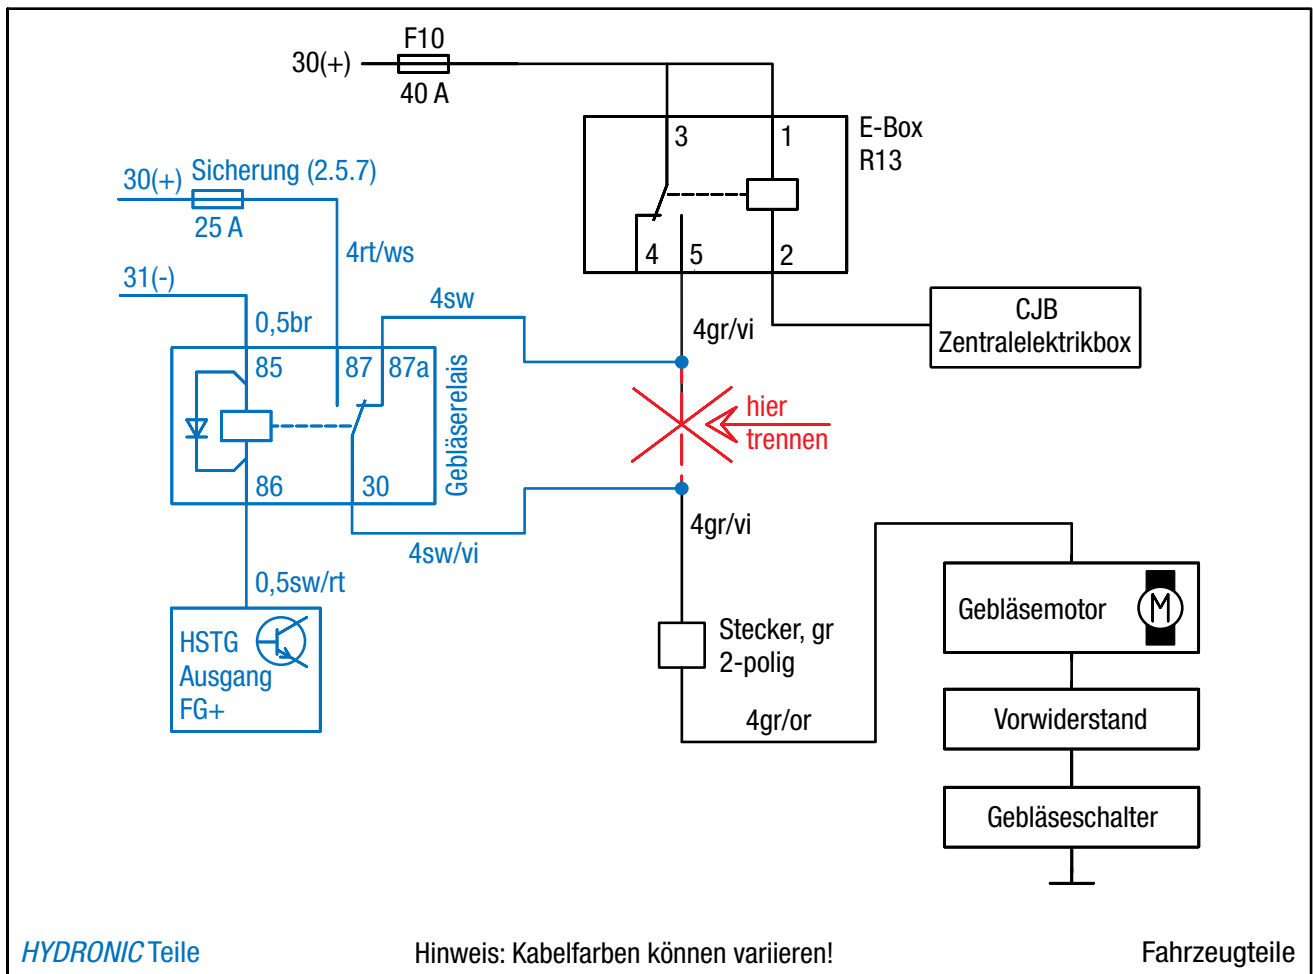 F10
30(+)
40 A
E-Box
R13
3
1
4
5
2
Sicherung (2.5.7)
30(+)
25 A
4rt/ws
31(-)
0,5br
4sw
4gr/vi
CJB
Zentralelektrikbox
85
87
87a
Gebläserelais
86
30
hier
trennen
4sw/vi
4gr/vi
0,5sw/rt
HSTG
Ausgang
FG+
Stecker, gr
2-polig
4gr/or
Gebläsemotor
M
Vorwiderstand
Gebläseschalter
HYDRONIC Teile
Hinweis: Kabelfarben können variieren!
Fahrzeugteile